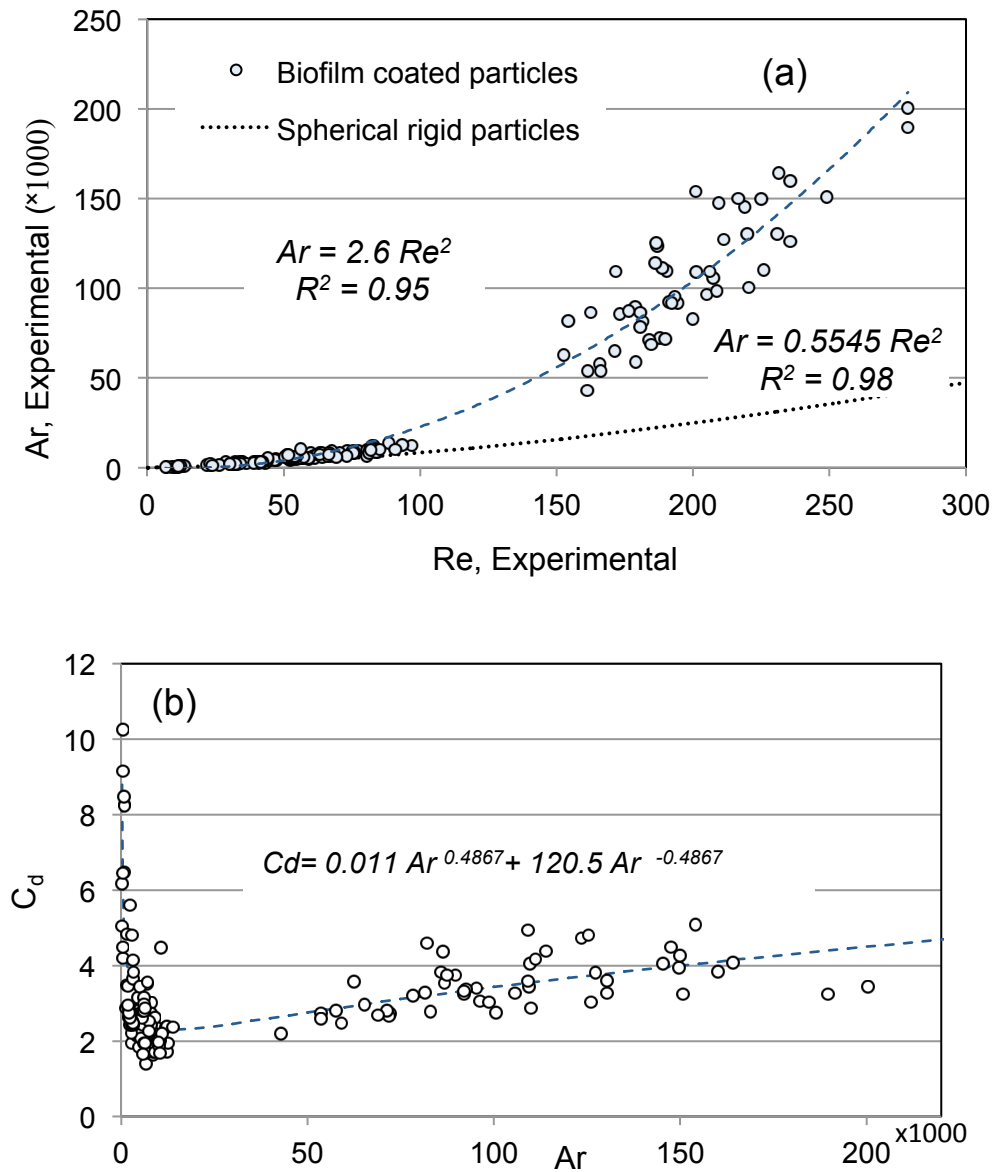 250
200
150
100
50
0
Ar, Experimental (×1000)
Biofilm coated particles
(a)
Spherical rigid particles
Ar = 2.6 Re²
R² = 0.95
Ar = 0.5545 Re²
R² = 0.98
0 50 100 150 200 250 300
Re, Experimental
12
10
8
6
4
2
0
C_d
(b)
Cd= 0.011 Ar ^0.4867 + 120.5 Ar ^-0.4867
0 50 100 150 200 x1000
Ar